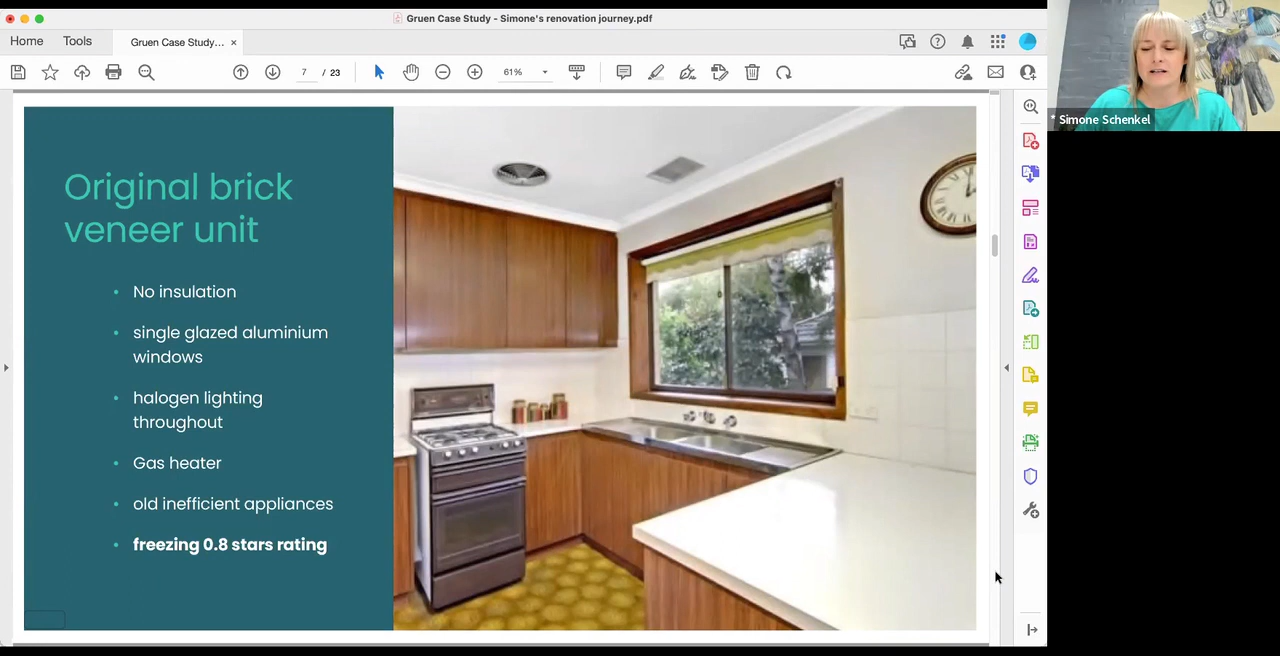 Gruen Case Study - Simone's renovation journey.pdf
Home
Tools
Gruen Case Study...
7 / 23
61%
* Simone Schenkel
Original brick
veneer unit
• No insulation
• single glazed aluminium
windows
• halogen lighting
throughout
• Gas heater
• old inefficient appliances
• freezing 0.8 stars rating